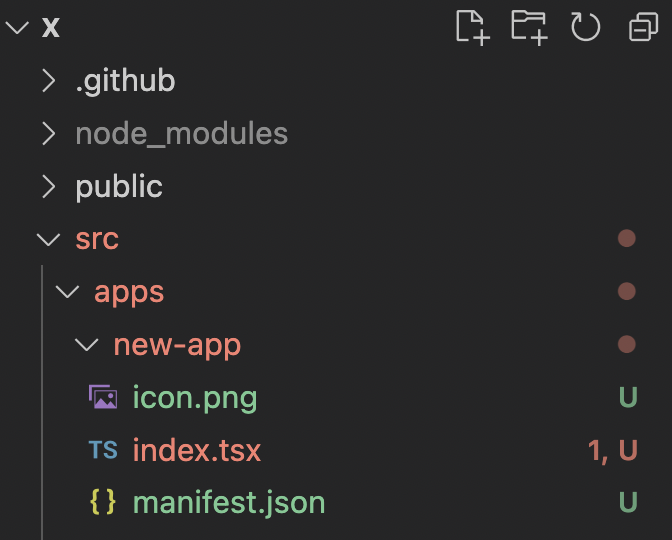 X
.github
node_modules
public
src
apps
new-app
icon.png U
TS index.tsx 1, U
{} manifest.json U